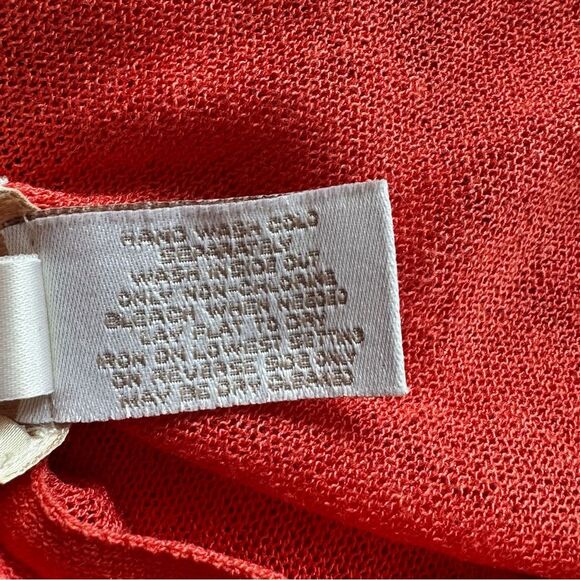 HAND WASH COLD
SEPARATELY
WASH INSIDE OUT
ONLY NON CHLORINE
BLEACH WHEN NEEDED
LAY FLAT TO DRY
IRON ON LOWEST SETTING
ON REVERSE SIDE ONLY
MAY BE DRY CLEANED